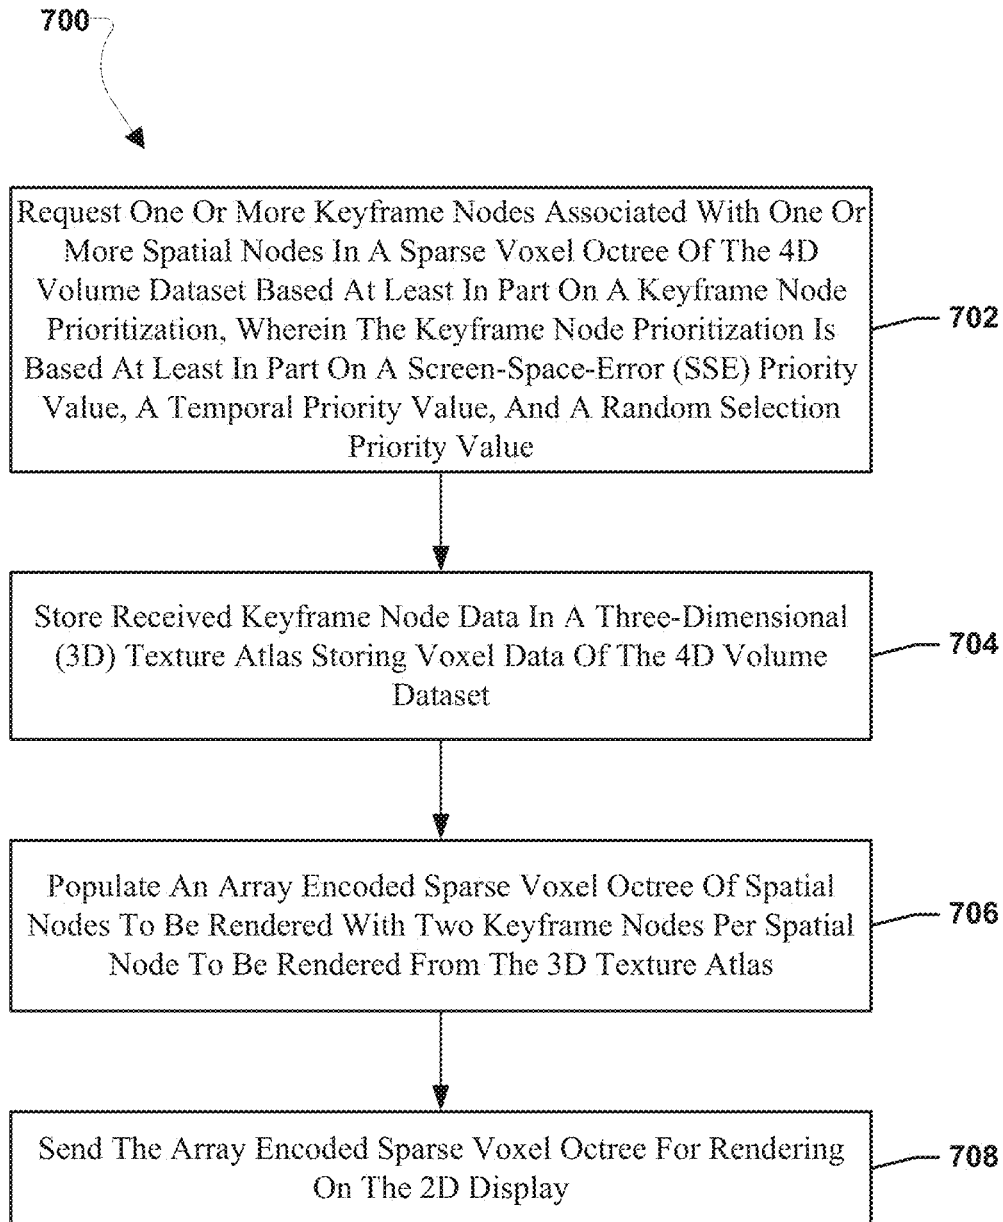 700
Request One Or More Keyframe Nodes Associated With One Or
More Spatial Nodes In A Sparse Voxel Octree Of The 4D
Volume Dataset Based At Least In Part On A Keyframe Node
Prioritization, Wherein The Keyframe Node Prioritization Is
Based At Least In Part On A Screen-Space-Error (SSE) Priority
Value, A Temporal Priority Value, And A Random Selection
Priority Value
702
Store Received Keyframe Node Data In A Three-Dimensional
(3D) Texture Atlas Storing Voxel Data Of The 4D Volume
Dataset
704
Populate An Array Encoded Sparse Voxel Octree Of Spatial
Nodes To Be Rendered With Two Keyframe Nodes Per Spatial
Node To Be Rendered From The 3D Texture Atlas
706
Send The Array Encoded Sparse Voxel Octree For Rendering
On The 2D Display
708